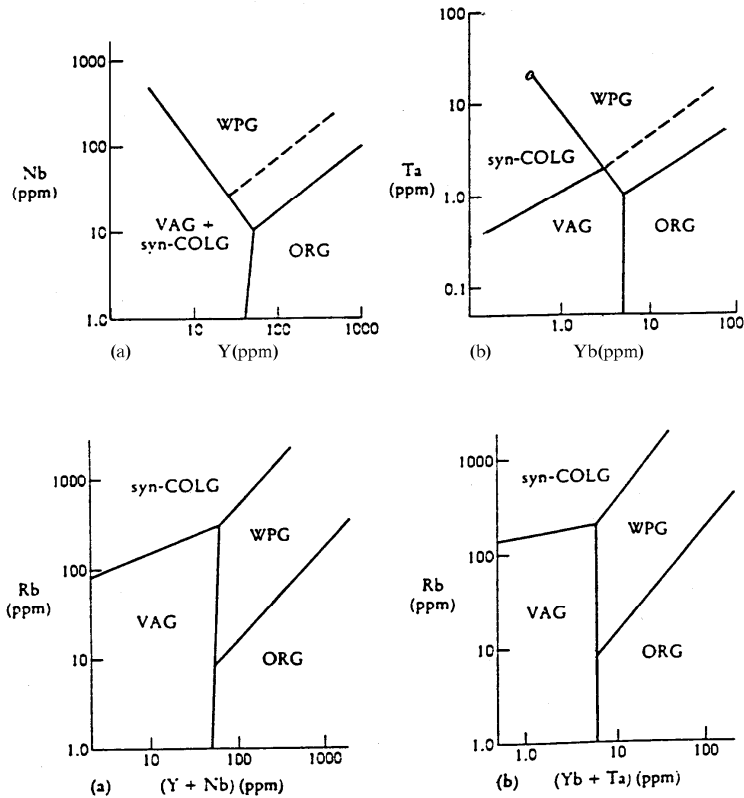 1000
100
10
1.0
Nb
(ppm)
WPG
VAG +
syn-COLG
ORG
10
100
1000
(a)
Y(ppm)
100
10
1.0
0.1
Ta
(ppm)
WPG
syn-COLG
VAG
ORG
1.0
10
100
(b)
Yb(ppm)
1000
100
10
1.0
Rb
(ppm)
syn-COLG
WPG
VAG
ORG
10
100
1000
(a)
(Y + Nb) (ppm)
1000
100
10
1.0
Rb
(ppm)
syn-COLG
WPG
VAG
ORG
1.0
10
100
(b)
(Yb + Ta) (ppm)